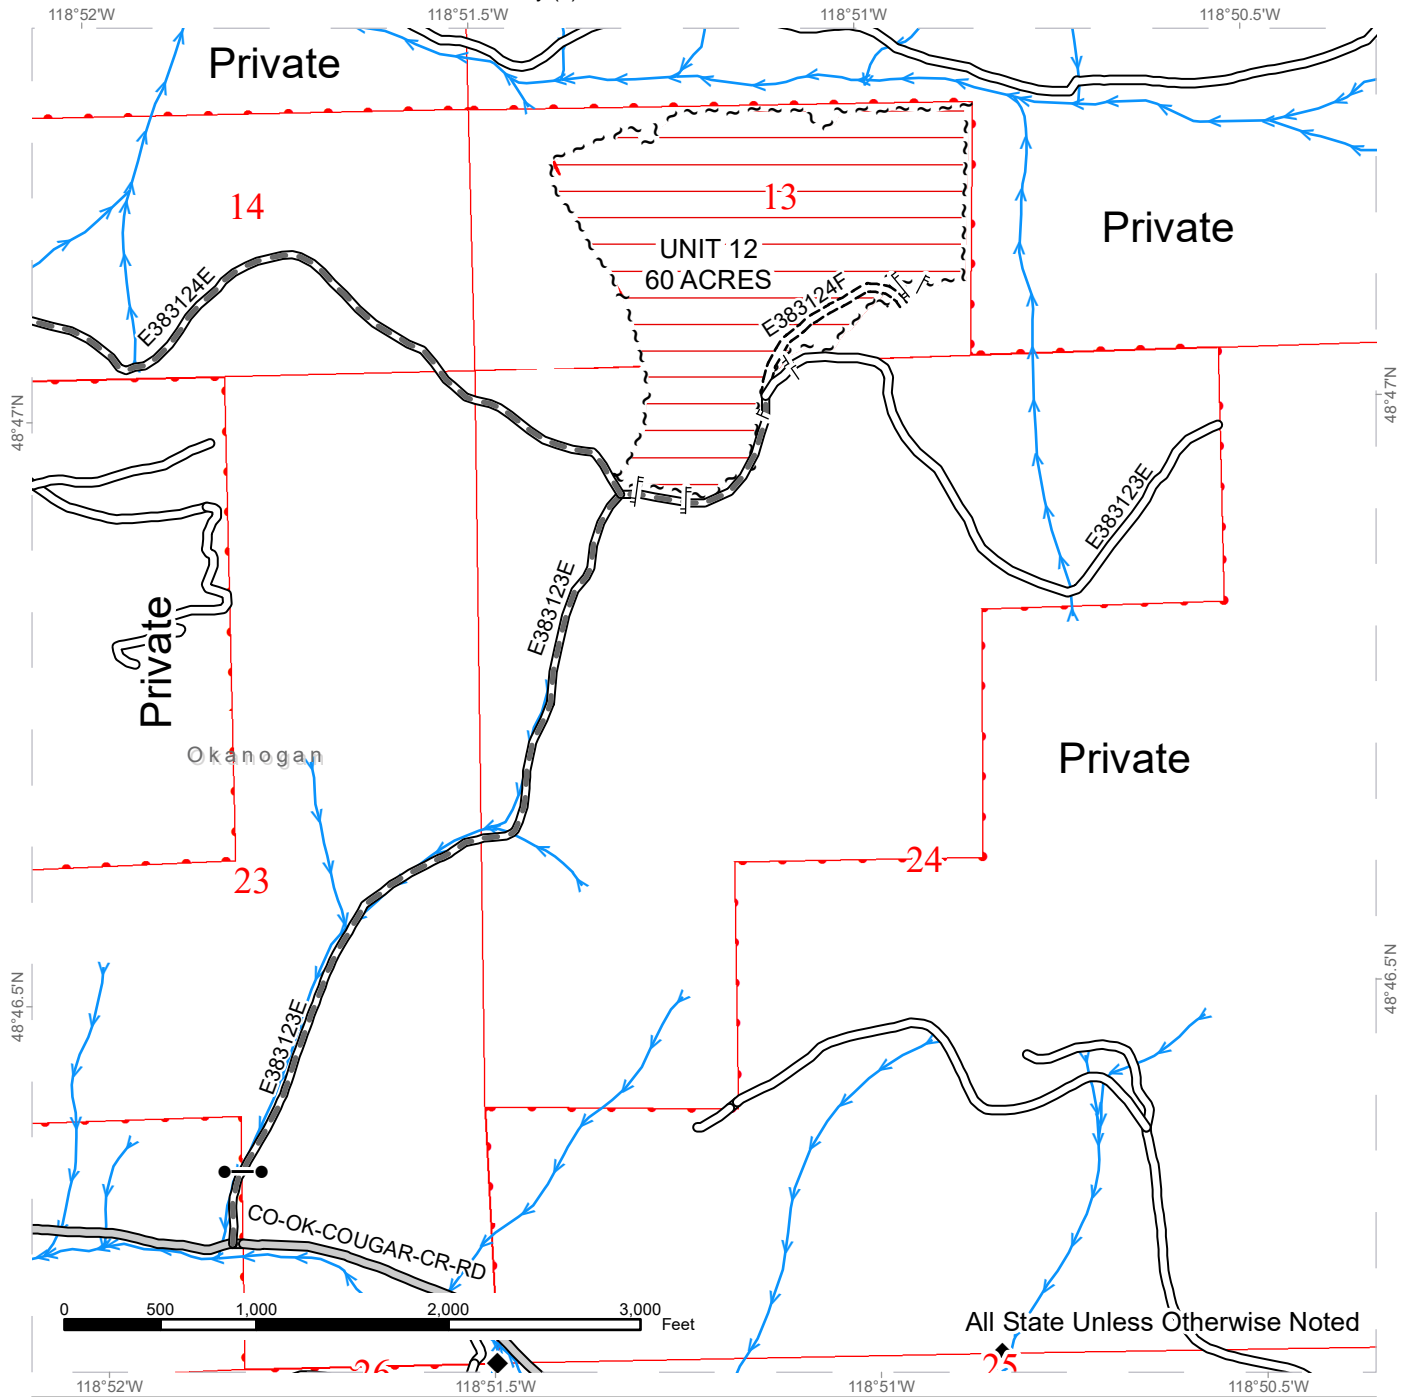 118°52'W
118°51.5'W
118°51'W
118°50.5'W
Private
14
13
Private
UNIT 12
60 ACRES
E383124E
E383124F
48°47'N
48°47'N
E383123E
E383123E
Private
Okanogan
Private
24
23
48°46.5'N
48°46.5'N
E383123E
CO-OK-COUGAR-CR-RD
0
500
1,000
2,000
3,000
Feet
All State Unless Otherwise Noted
26
25
118°52'W
118°51.5'W
118°51'W
118°50.5'W